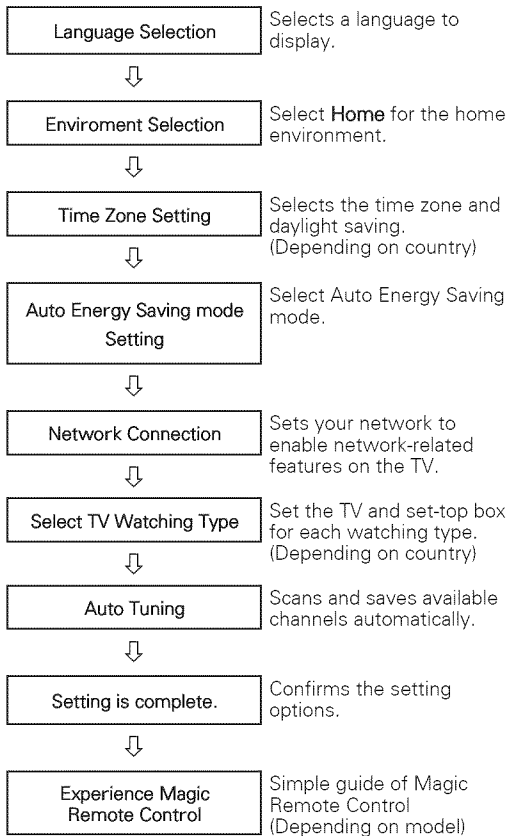 Language Selection
Selects a language to
display.
Enviroment Selection
Select Home for the home
environment.
Time Zone Setting
Selects the time zone and
daylight saving.
(Depending on country)
Auto Energy Saving mode
Setting
Select Auto Energy Saving
mode.
Network Connection
Sets your network to
enable network-related
features on the TV.
Select TV Watching Type
Set the TV and set-top box
for each watching type.
(Depending on country)
Auto Tuning
Scans and saves available
channels automatically.
Setting is complete.
Confirms the setting
options.
Experience Magic
Remote Control
Simple guide of Magic
Remote Control
(Depending on model)